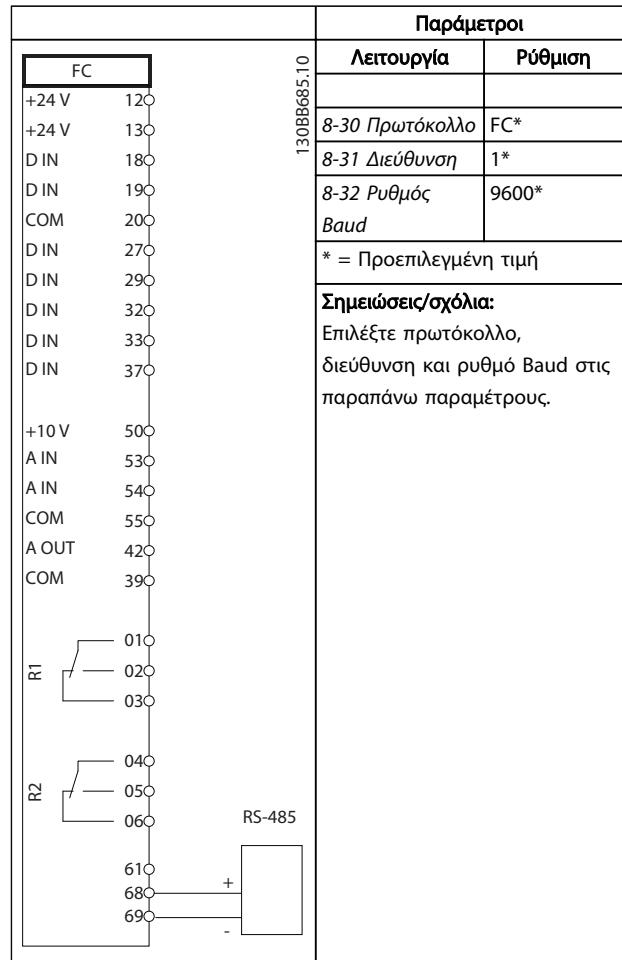 FC
130BB685.10
+24 V 12
+24 V 13
D IN 18
D IN 19
COM 20
D IN 27
D IN 29
D IN 32
D IN 33
D IN 37
+10 V 50
A IN 53
A IN 54
COM 55
A OUT 42
COM 39
R1
01
02
03
R2
04
05
06
RS-485
61
68 +
69 -
Παράμετροι
Λειτουργία Ρύθμιση
8-30 Πρωτόκολλο FC*
8-31 Διεύθυνση 1*
8-32 Ρυθμός 9600*
Baud
* = Προεπιλεγμένη τιμή
Σημειώσεις/σχόλια:
Επιλέξτε πρωτόκολλο,
διεύθυνση και ρυθμό Baud στις
παραπάνω παραμέτρους.